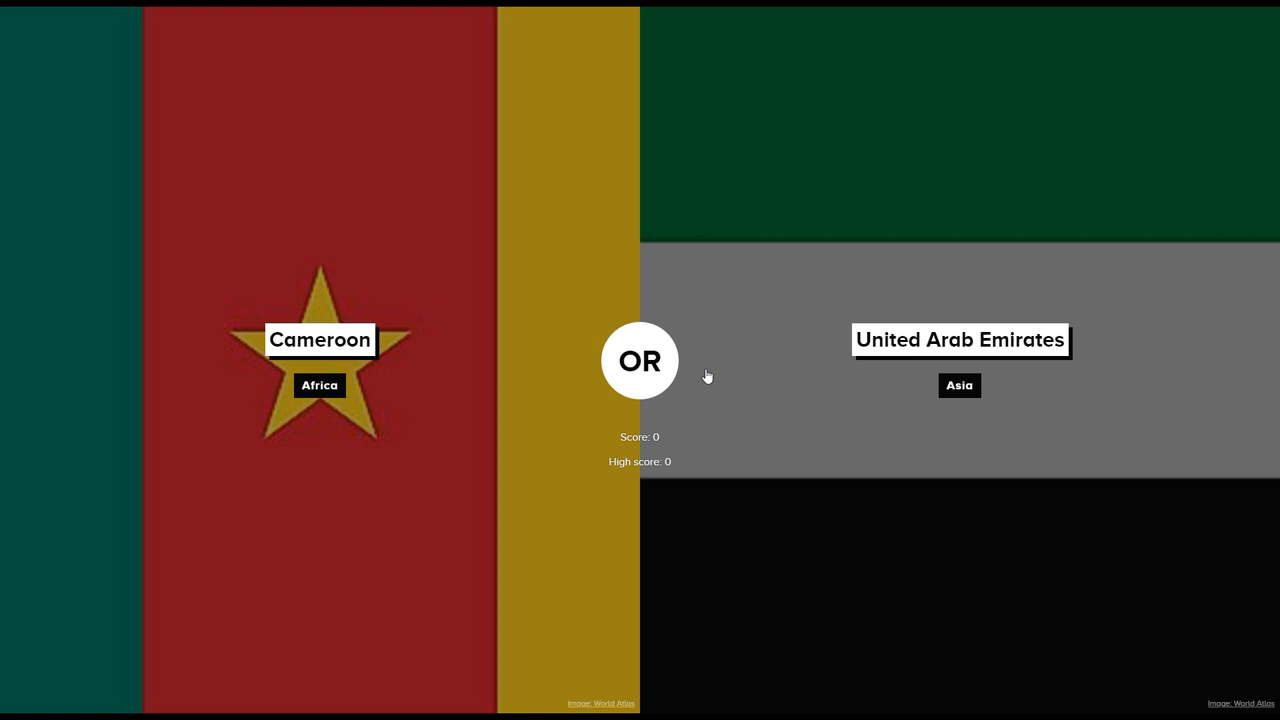 Cameroon
Africa
OR
United Arab Emirates
Asia
Score: 0
High score: 0
Image: World Atlas
Image: World Atlas